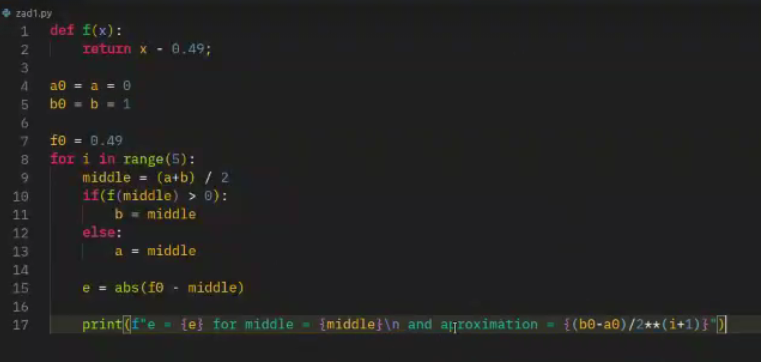 zad1.py
1 def f(x):
2     return x - 0.49;
3
4 a0 = a = 0
5 b0 = b = 1
6
7 f0 = 0.49
8 for i in range(5):
9     middle = (a+b) / 2
10     if(f(middle) > 0):
11         b = middle
12     else:
13         a = middle
14
15     e = abs(f0 - middle)
16
17     print(f"e = {e} for middle = {middle}\n and aproximation = {(b0-a0)/2**(i+1)}")